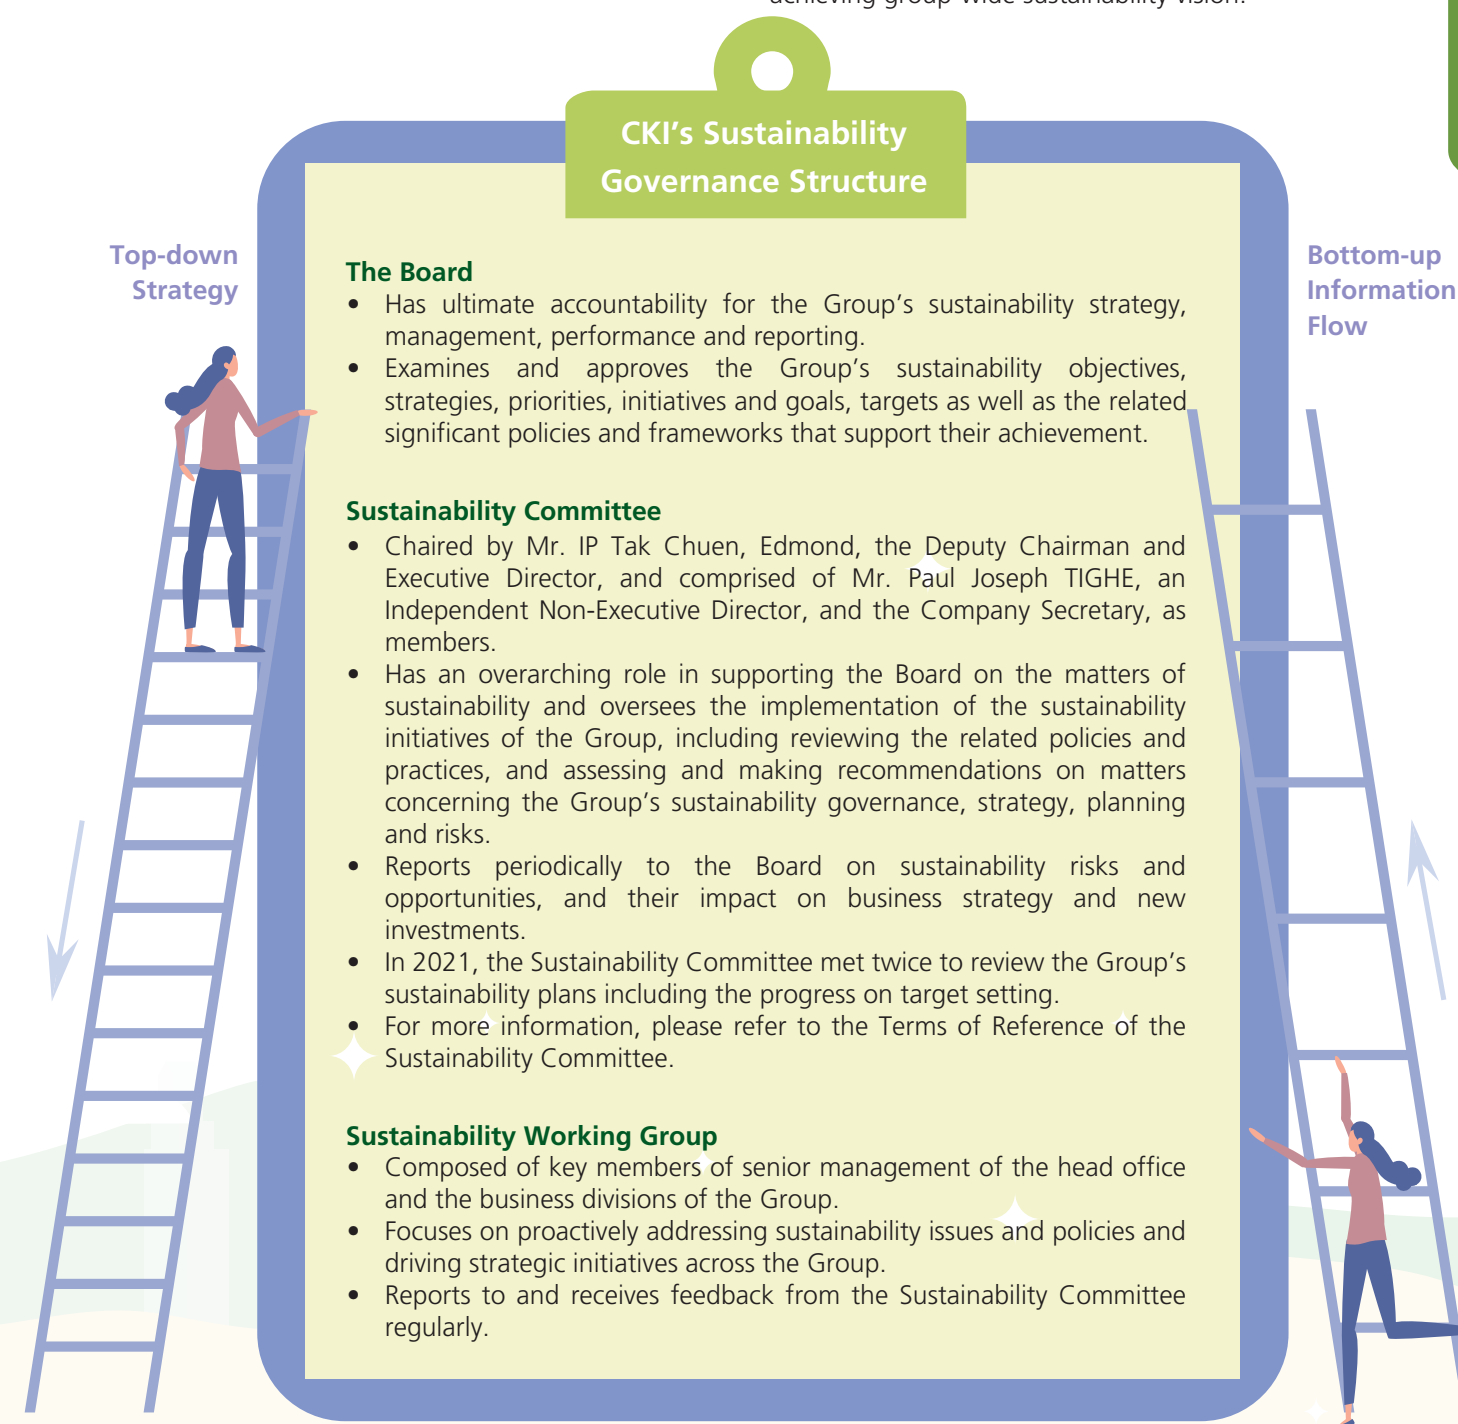 achieving group-wide sustainability vision.
CKI's Sustainability
Governance Structure
Top-down
Strategy
Bottom-up
Information
Flow
The Board
• Has ultimate accountability for the Group's sustainability strategy,
management, performance and reporting.
• Examines and approves the Group's sustainability objectives,
strategies, priorities, initiatives and goals, targets as well as the related
significant policies and frameworks that support their achievement.
Sustainability Committee
• Chaired by Mr. IP Tak Chuen, Edmond, the Deputy Chairman and
Executive Director, and comprised of Mr. Paul Joseph TIGHE, an
Independent Non-Executive Director, and the Company Secretary, as
members.
• Has an overarching role in supporting the Board on the matters of
sustainability and oversees the implementation of the sustainability
initiatives of the Group, including reviewing the related policies and
practices, and assessing and making recommendations on matters
concerning the Group's sustainability governance, strategy, planning
and risks.
• Reports periodically to the Board on sustainability risks and
opportunities, and their impact on business strategy and new
investments.
• In 2021, the Sustainability Committee met twice to review the Group's
sustainability plans including the progress on target setting.
• For more information, please refer to the Terms of Reference of the
Sustainability Committee.
Sustainability Working Group
• Composed of key members of senior management of the head office
and the business divisions of the Group.
• Focuses on proactively addressing sustainability issues and policies and
driving strategic initiatives across the Group.
• Reports to and receives feedback from the Sustainability Committee
regularly.